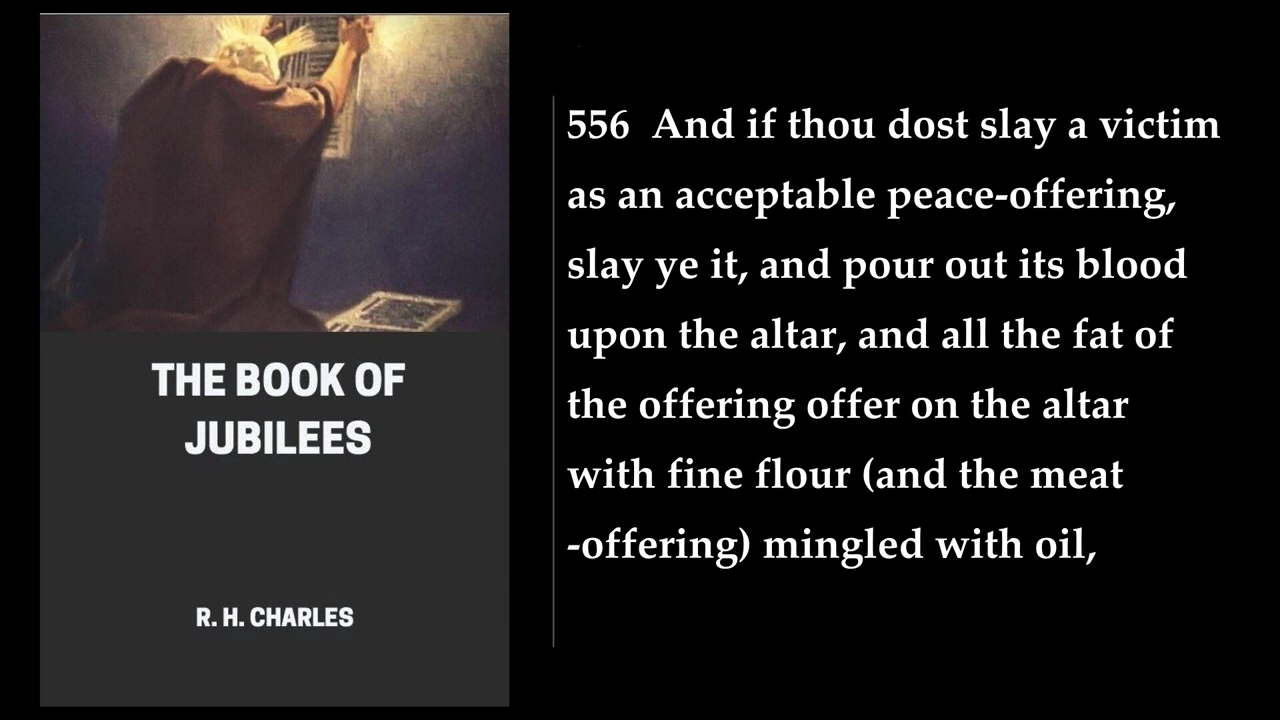 THE BOOK OF
JUBILEES
R. H. CHARLES
556  And if thou dost slay a victim
as an acceptable peace-offering,
slay ye it, and pour out its blood
upon the altar, and all the fat of
the offering offer on the altar
with fine flour (and the meat
-offering) mingled with oil,